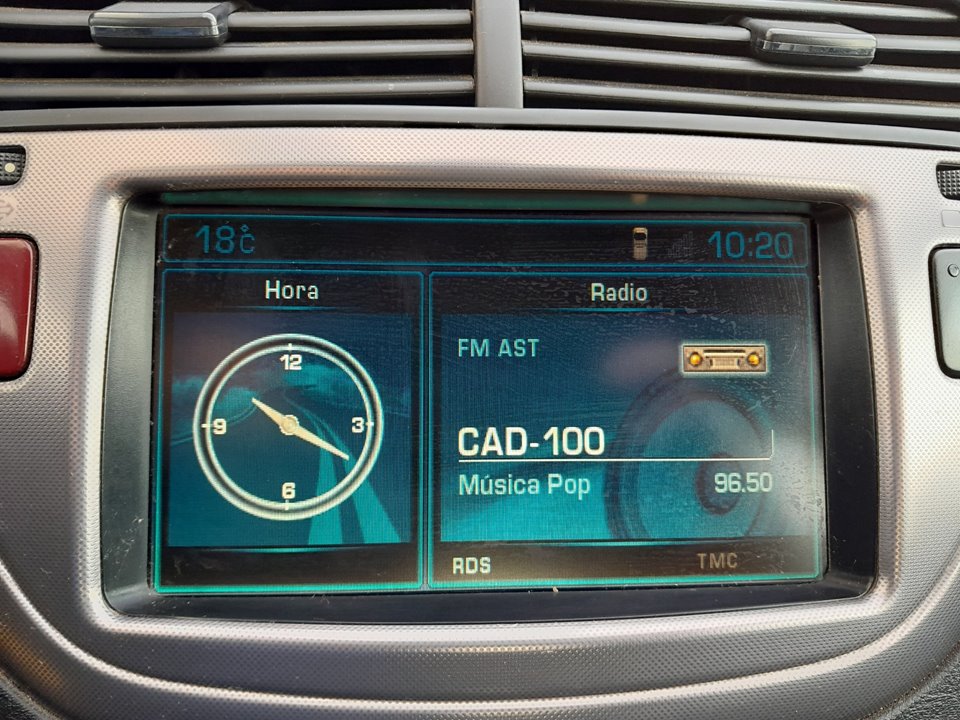 18°C
10:20
Hora
12
9
3
6
Radio
FM AST
CAD-100
Música Pop
96.50
RDS
TMC